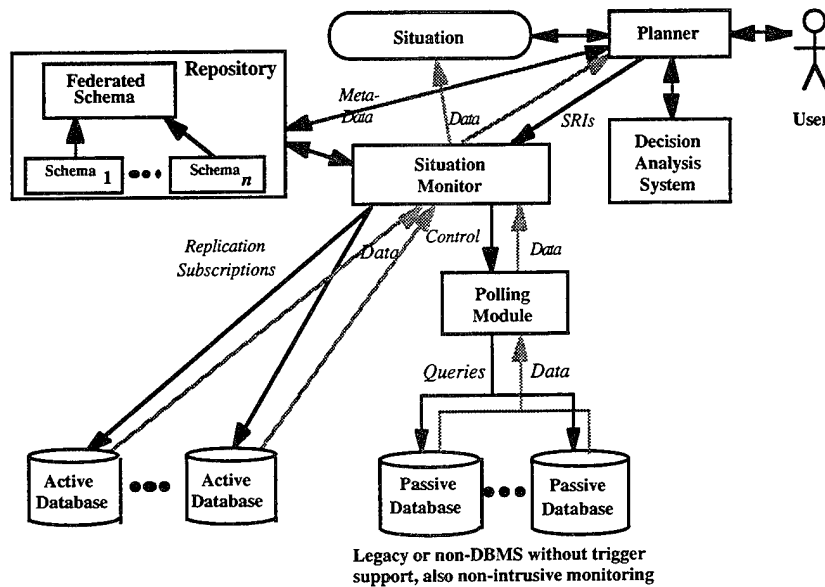 Situation
Planner
Repository
Federated
Schema
Schema 1
Schema n
Meta-
Data
Data
SRIs
User
Situation
Monitor
Decision
Analysis
System
Replication
Subscriptions
Data
Control
Data
Polling
Module
Queries
Data
Active
Database
Active
Database
Passive
Database
Passive
Database
Legacy or non-DBMS without trigger
support, also non-intrusive monitoring